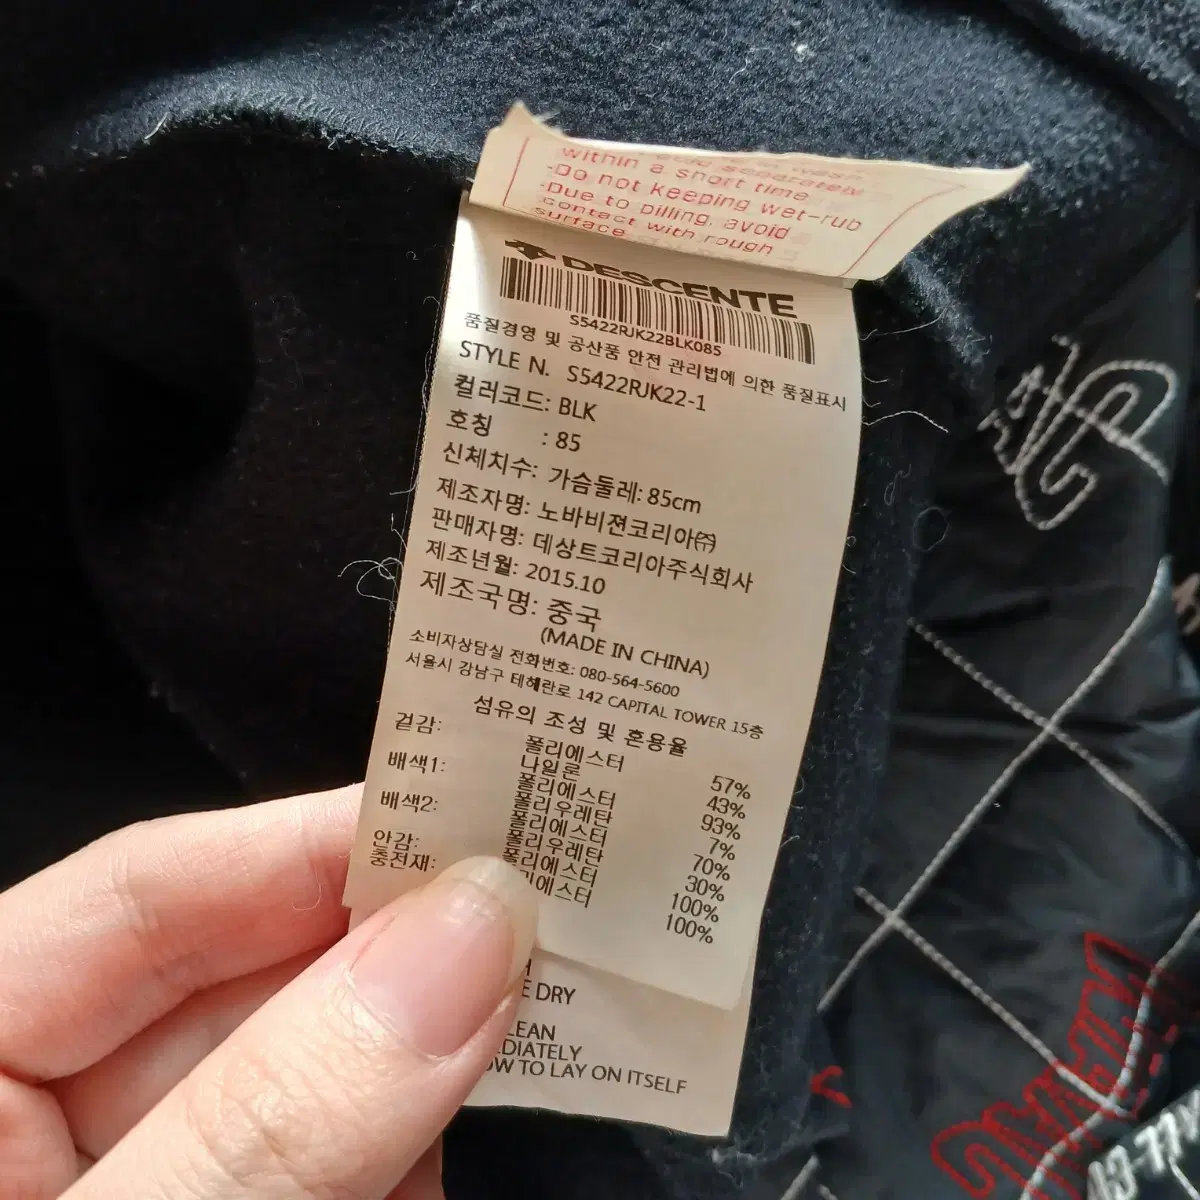 within a short time
-Do not keeping wet-rub
-Due to pilling, avoid
contact with rough
surface
DESCENTE
S5422RJK22BLK085
품질경영 및 공산품 안전 관리법에 의한 품질표시
STYLE N. S5422RJK22-1
컬러코드: BLK
호칭 : 85
신체치수: 가슴둘레: 85cm
제조자명: 노바비젼코리아㈜
판매자명: 데상트코리아주식회사
제조년월: 2015.10
제조국명: 중국
(MADE IN CHINA)
소비자상담실 전화번호: 080-564-5600
서울시 강남구 테헤란로 142 CAPITAL TOWER 15층
섬유의 조성 및 혼용율
겉감: 폴리에스터 57%
나일론 43%
배색1: 폴리에스터 93%
폴리우레탄 7%
배색2: 폴리에스터 70%
폴리우레탄 30%
안감: 폴리에스터 100%
충전재: 리에스터 100%
E DRY
LEAN
DIATELY
OW TO LAY ON ITSELF